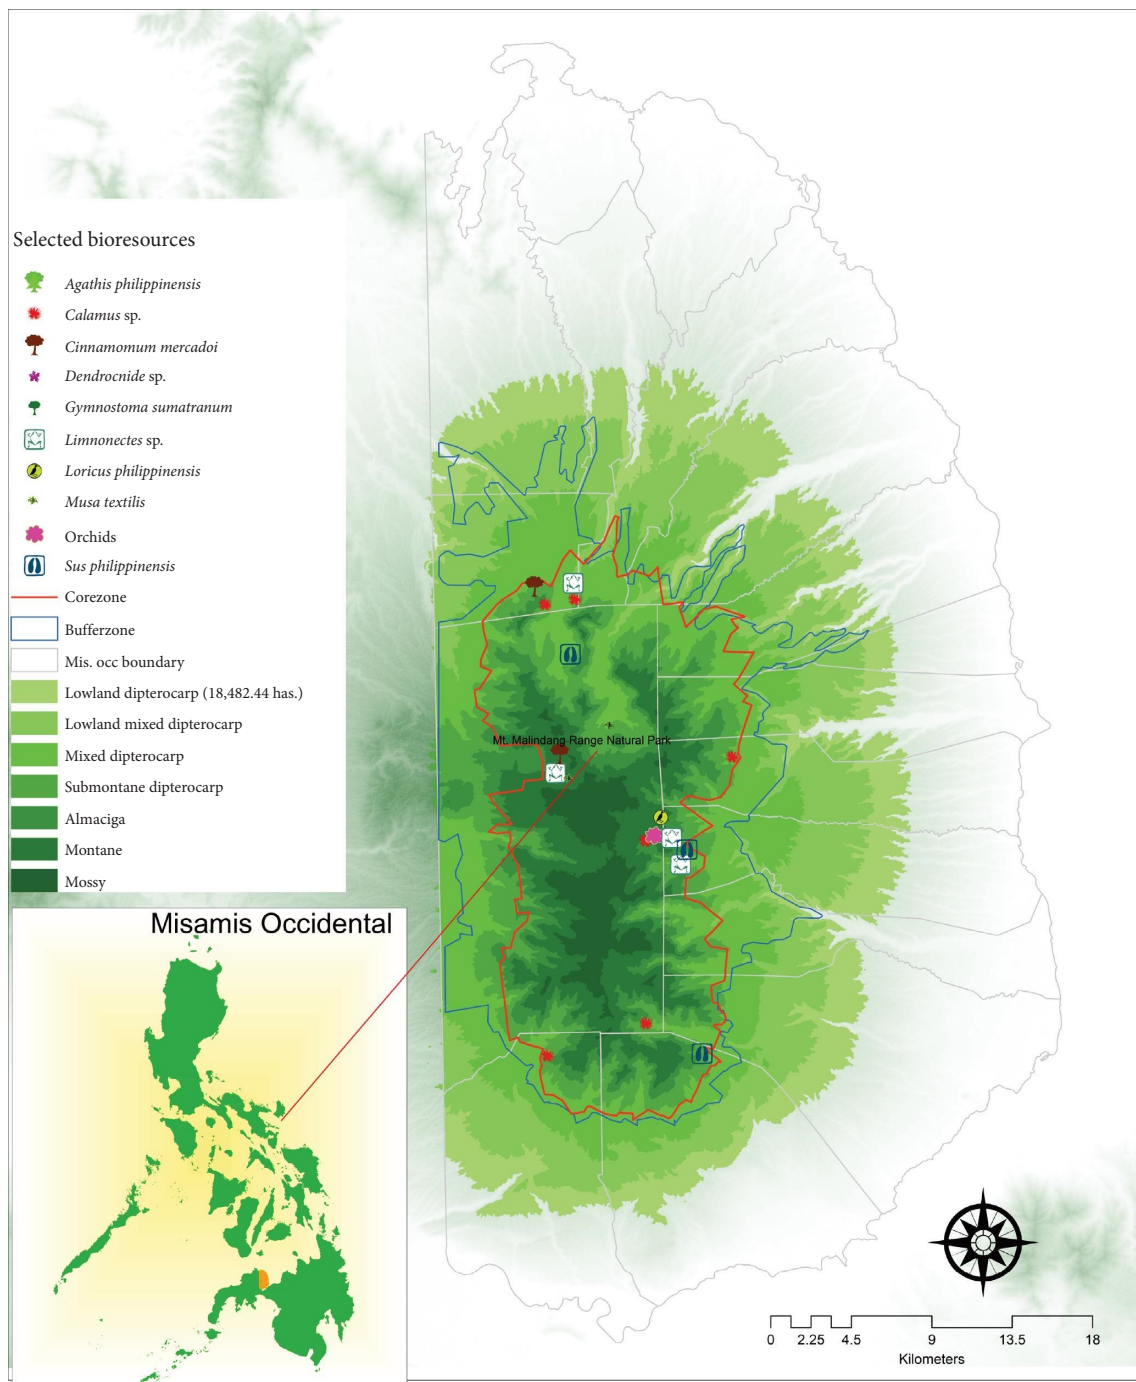 Selected bioresources
Agathis philippinensis
Calamus sp.
Cinnamomum mercadoi
Dendrocnide sp.
Gymnostoma sumatranum
Limnonectes sp.
Loricus philippinensis
Musa textilis
Orchids
Sus philippinensis
Corezone
Bufferzone
Mis. occ boundary
Lowland dipterocarp (18,482.44 has.)
Lowland mixed dipterocarp
Mixed dipterocarp
Submontane dipterocarp
Almaciga
Montane
Mossy
Mt. Malindang Range Natural Park
Misamis Occidental
0 2.25 4.5 9 13.5 18
Kilometers